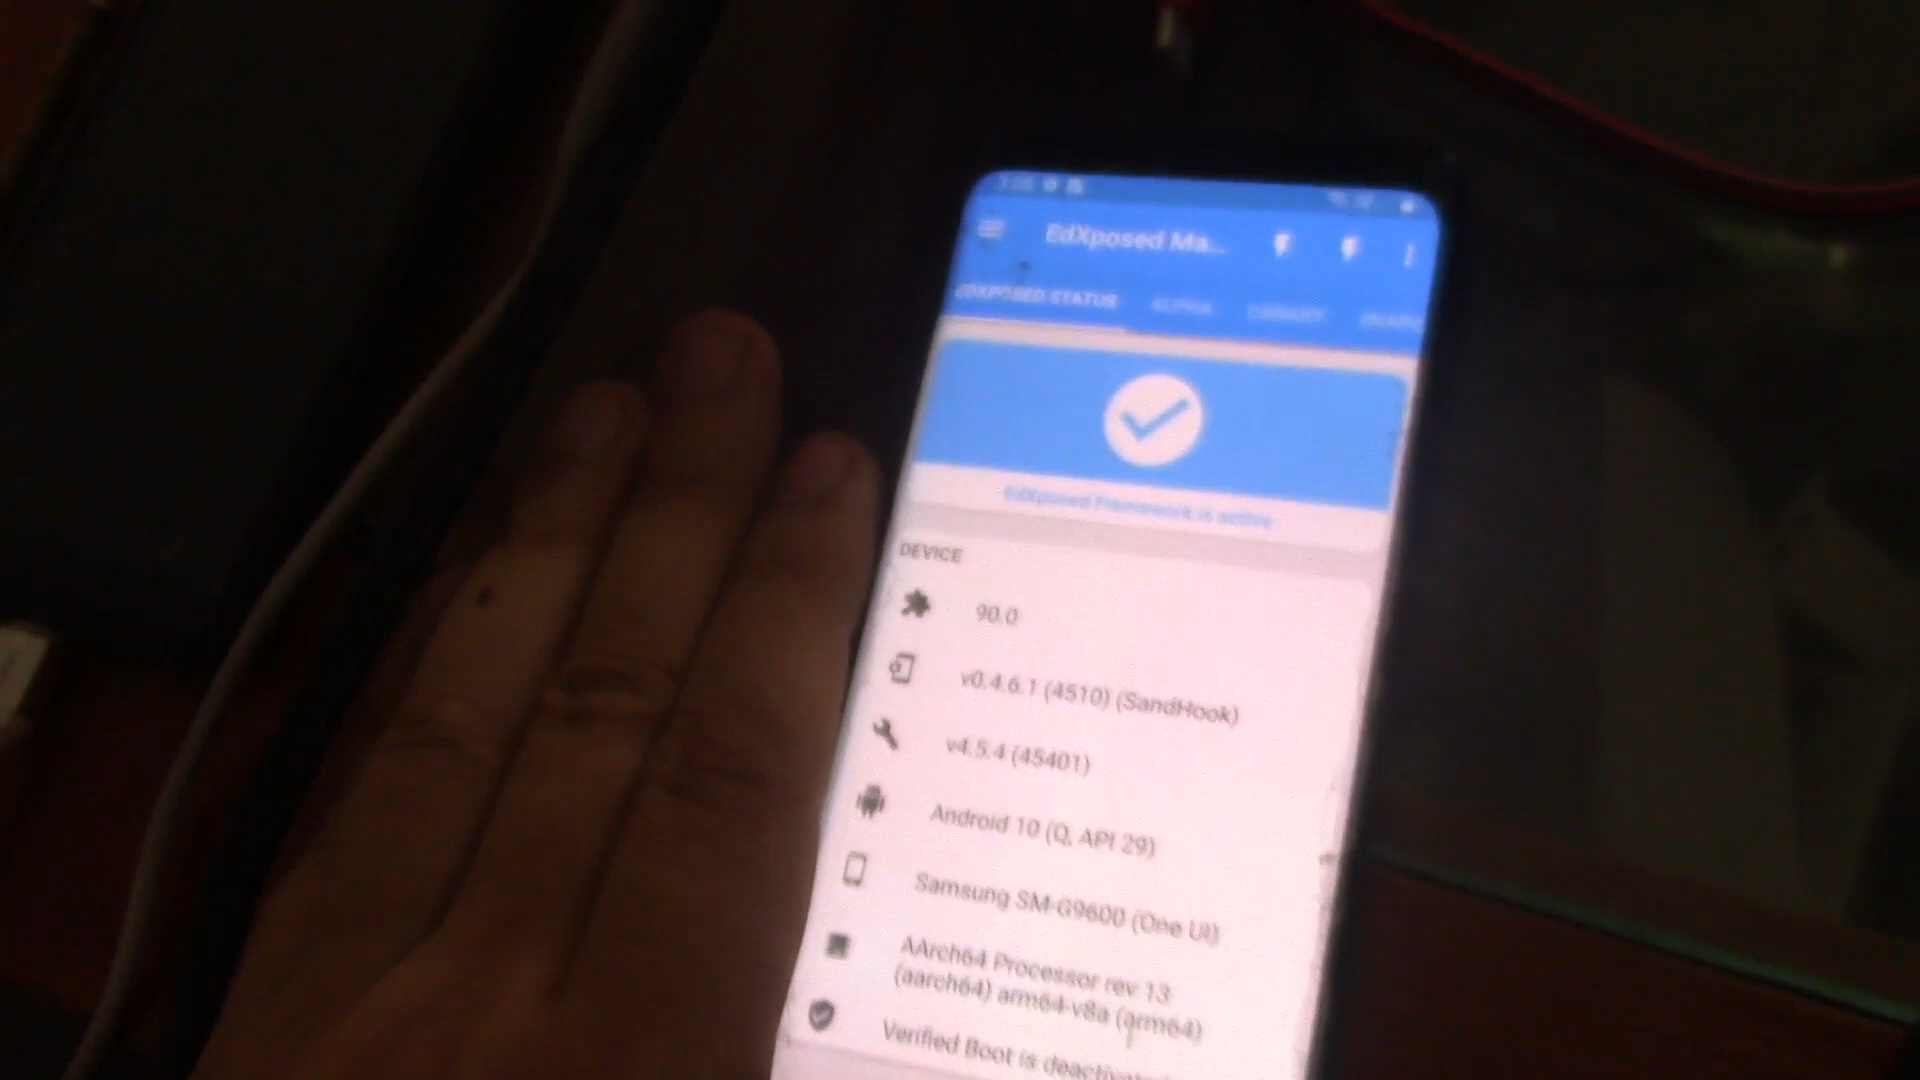 EdXposed Ma...
EDXPOSED STATUS ALPHA CANARY
EdXposed Framework is active
DEVICE
90.0
v0.4.6.1 (4510) (SandHook)
v4.5.4 (45401)
Android 10 (Q, API 29)
Samsung SM-G9600 (One UI)
AArch64 Processor rev 13
(aarch64) arm64-v8a (arm64)
Verified Boot is